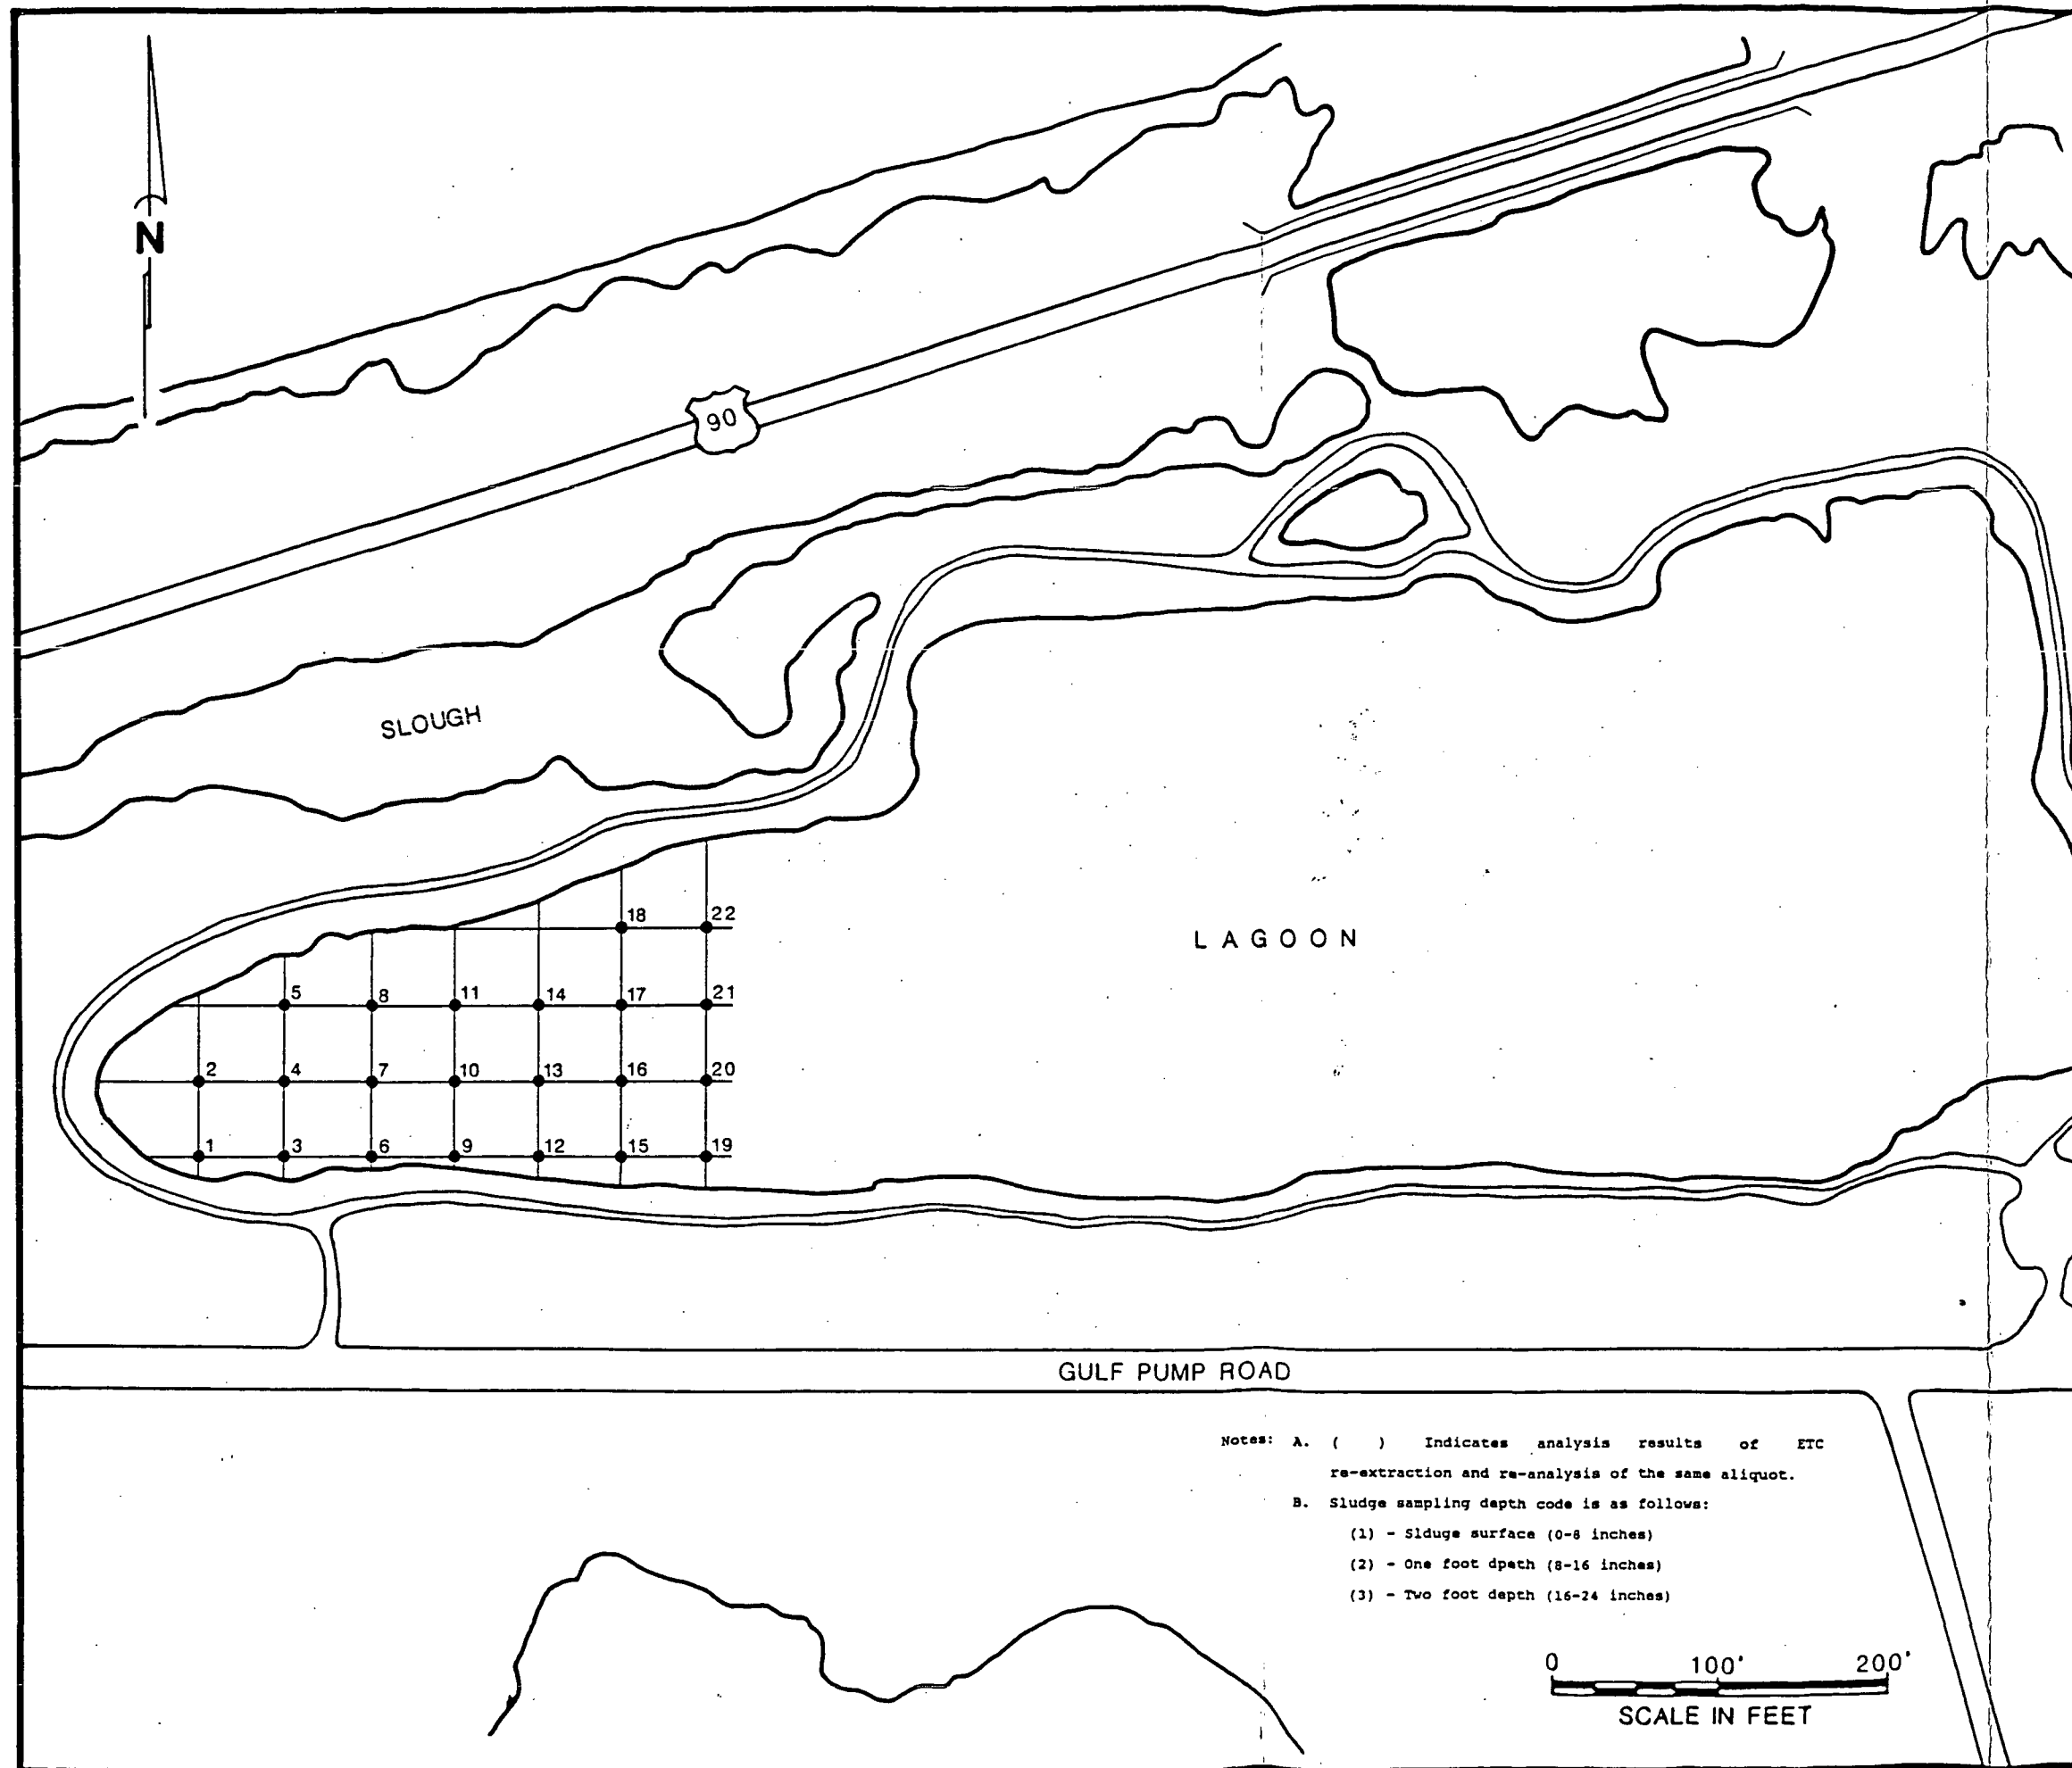 N
90
SLOUGH
18 22
LAGOON
5 8 11 14 17 21
2 4 7 10 13 16 20
1 3 6 9 12 15 19
GULF PUMP ROAD
Notes: A. ( ) Indicates analysis results of ETC
re-extraction and re-analysis of the same aliquot.
B. Sludge sampling depth code is as follows:
(1) - Slduge surface (0-8 inches)
(2) - One foot dpeth (8-16 inches)
(3) - Two foot depth (16-24 inches)
0 100' 200'
SCALE IN FEET